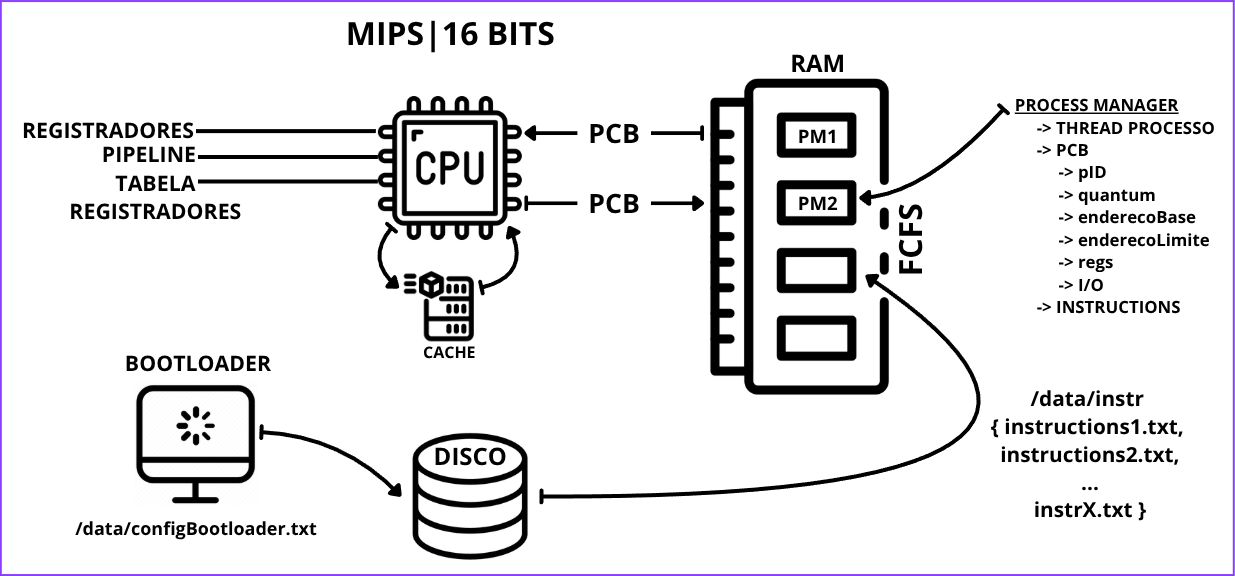 MIPS|16 BITS
RAM
REGISTRADORES
PIPELINE
TABELA
REGISTRADORES
CPU
PCB
PCB
CACHE
PM1
PM2
FCFS
PROCESS MANAGER
-> THREAD PROCESSO
-> PCB
-> pID
-> quantum
-> enderecoBase
-> enderecoLimite
-> regs
-> I/O
-> INSTRUCTIONS
BOOTLOADER
/data/configBootloader.txt
DISCO
/data/instr
{ instructions1.txt,
instructions2.txt,
...
instrX.txt }